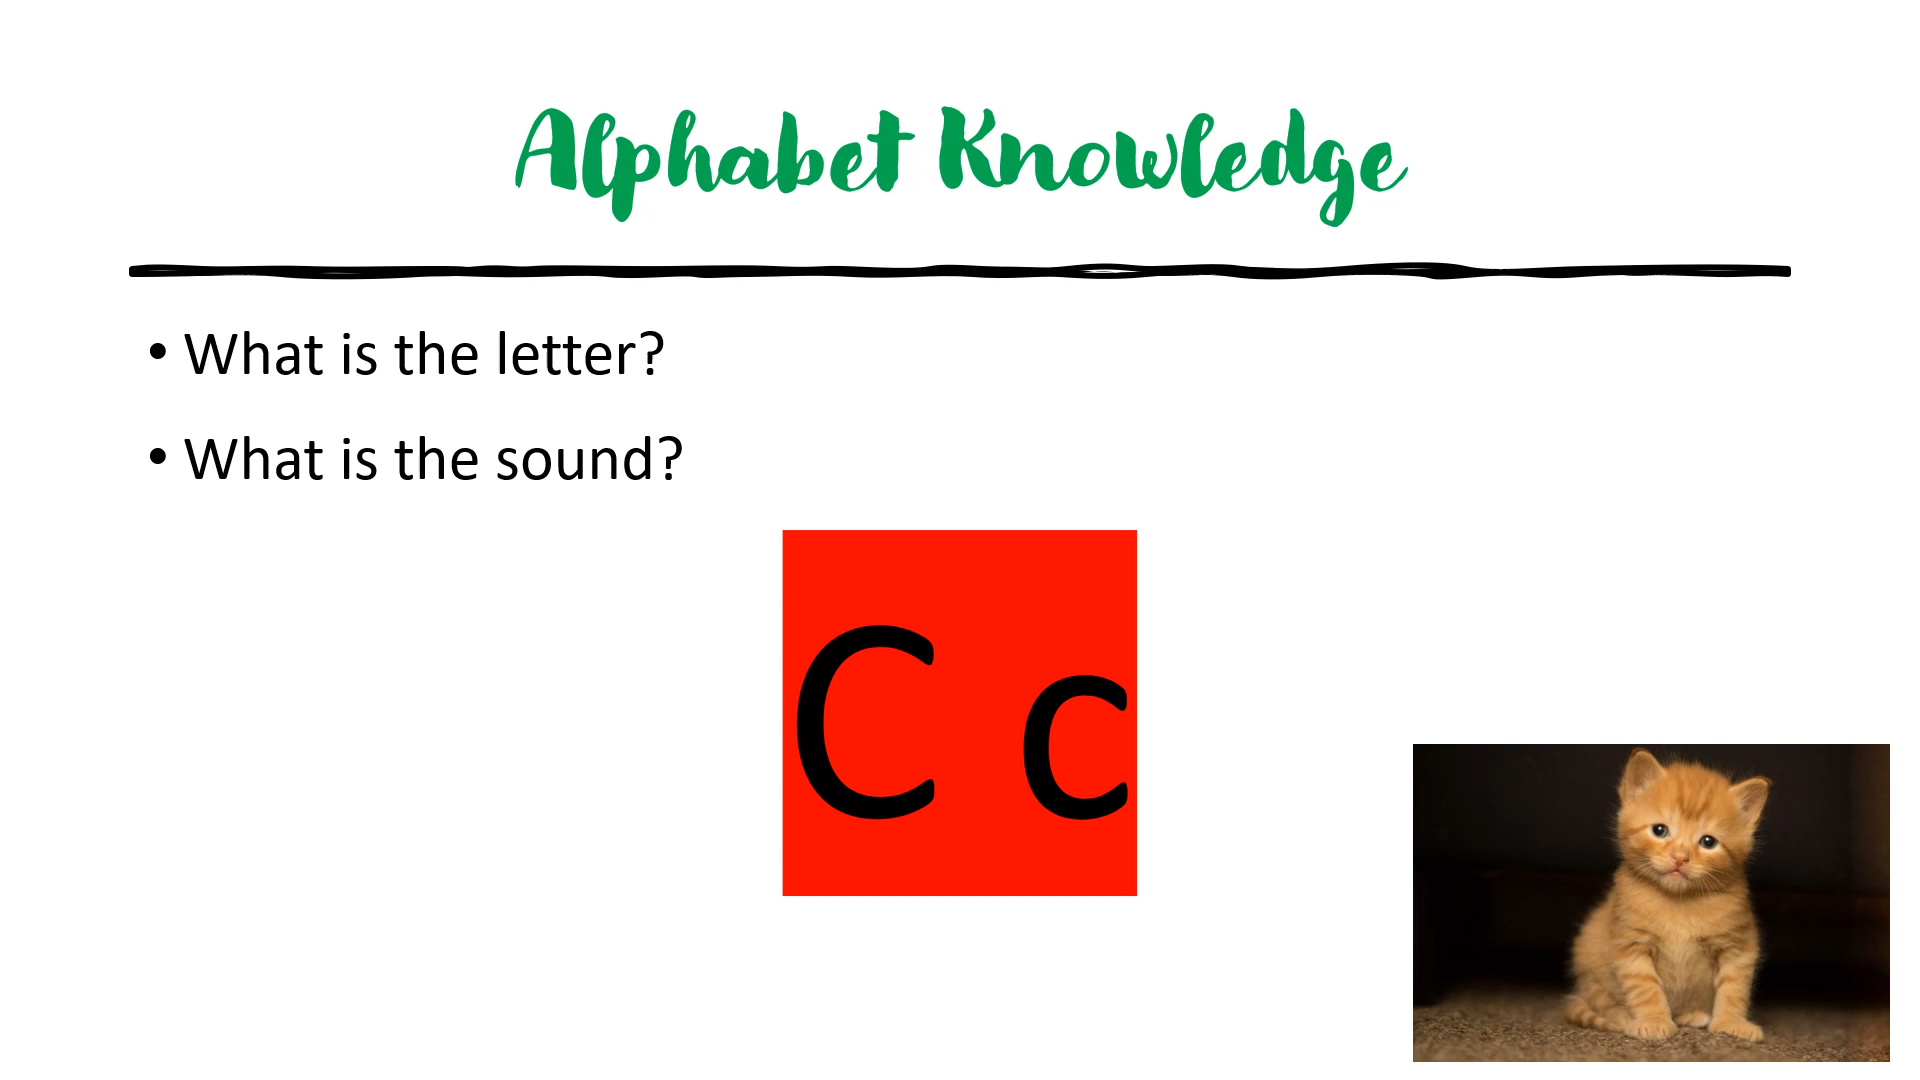 Alphabet Knowledge
• What is the letter?
• What is the sound?
C c